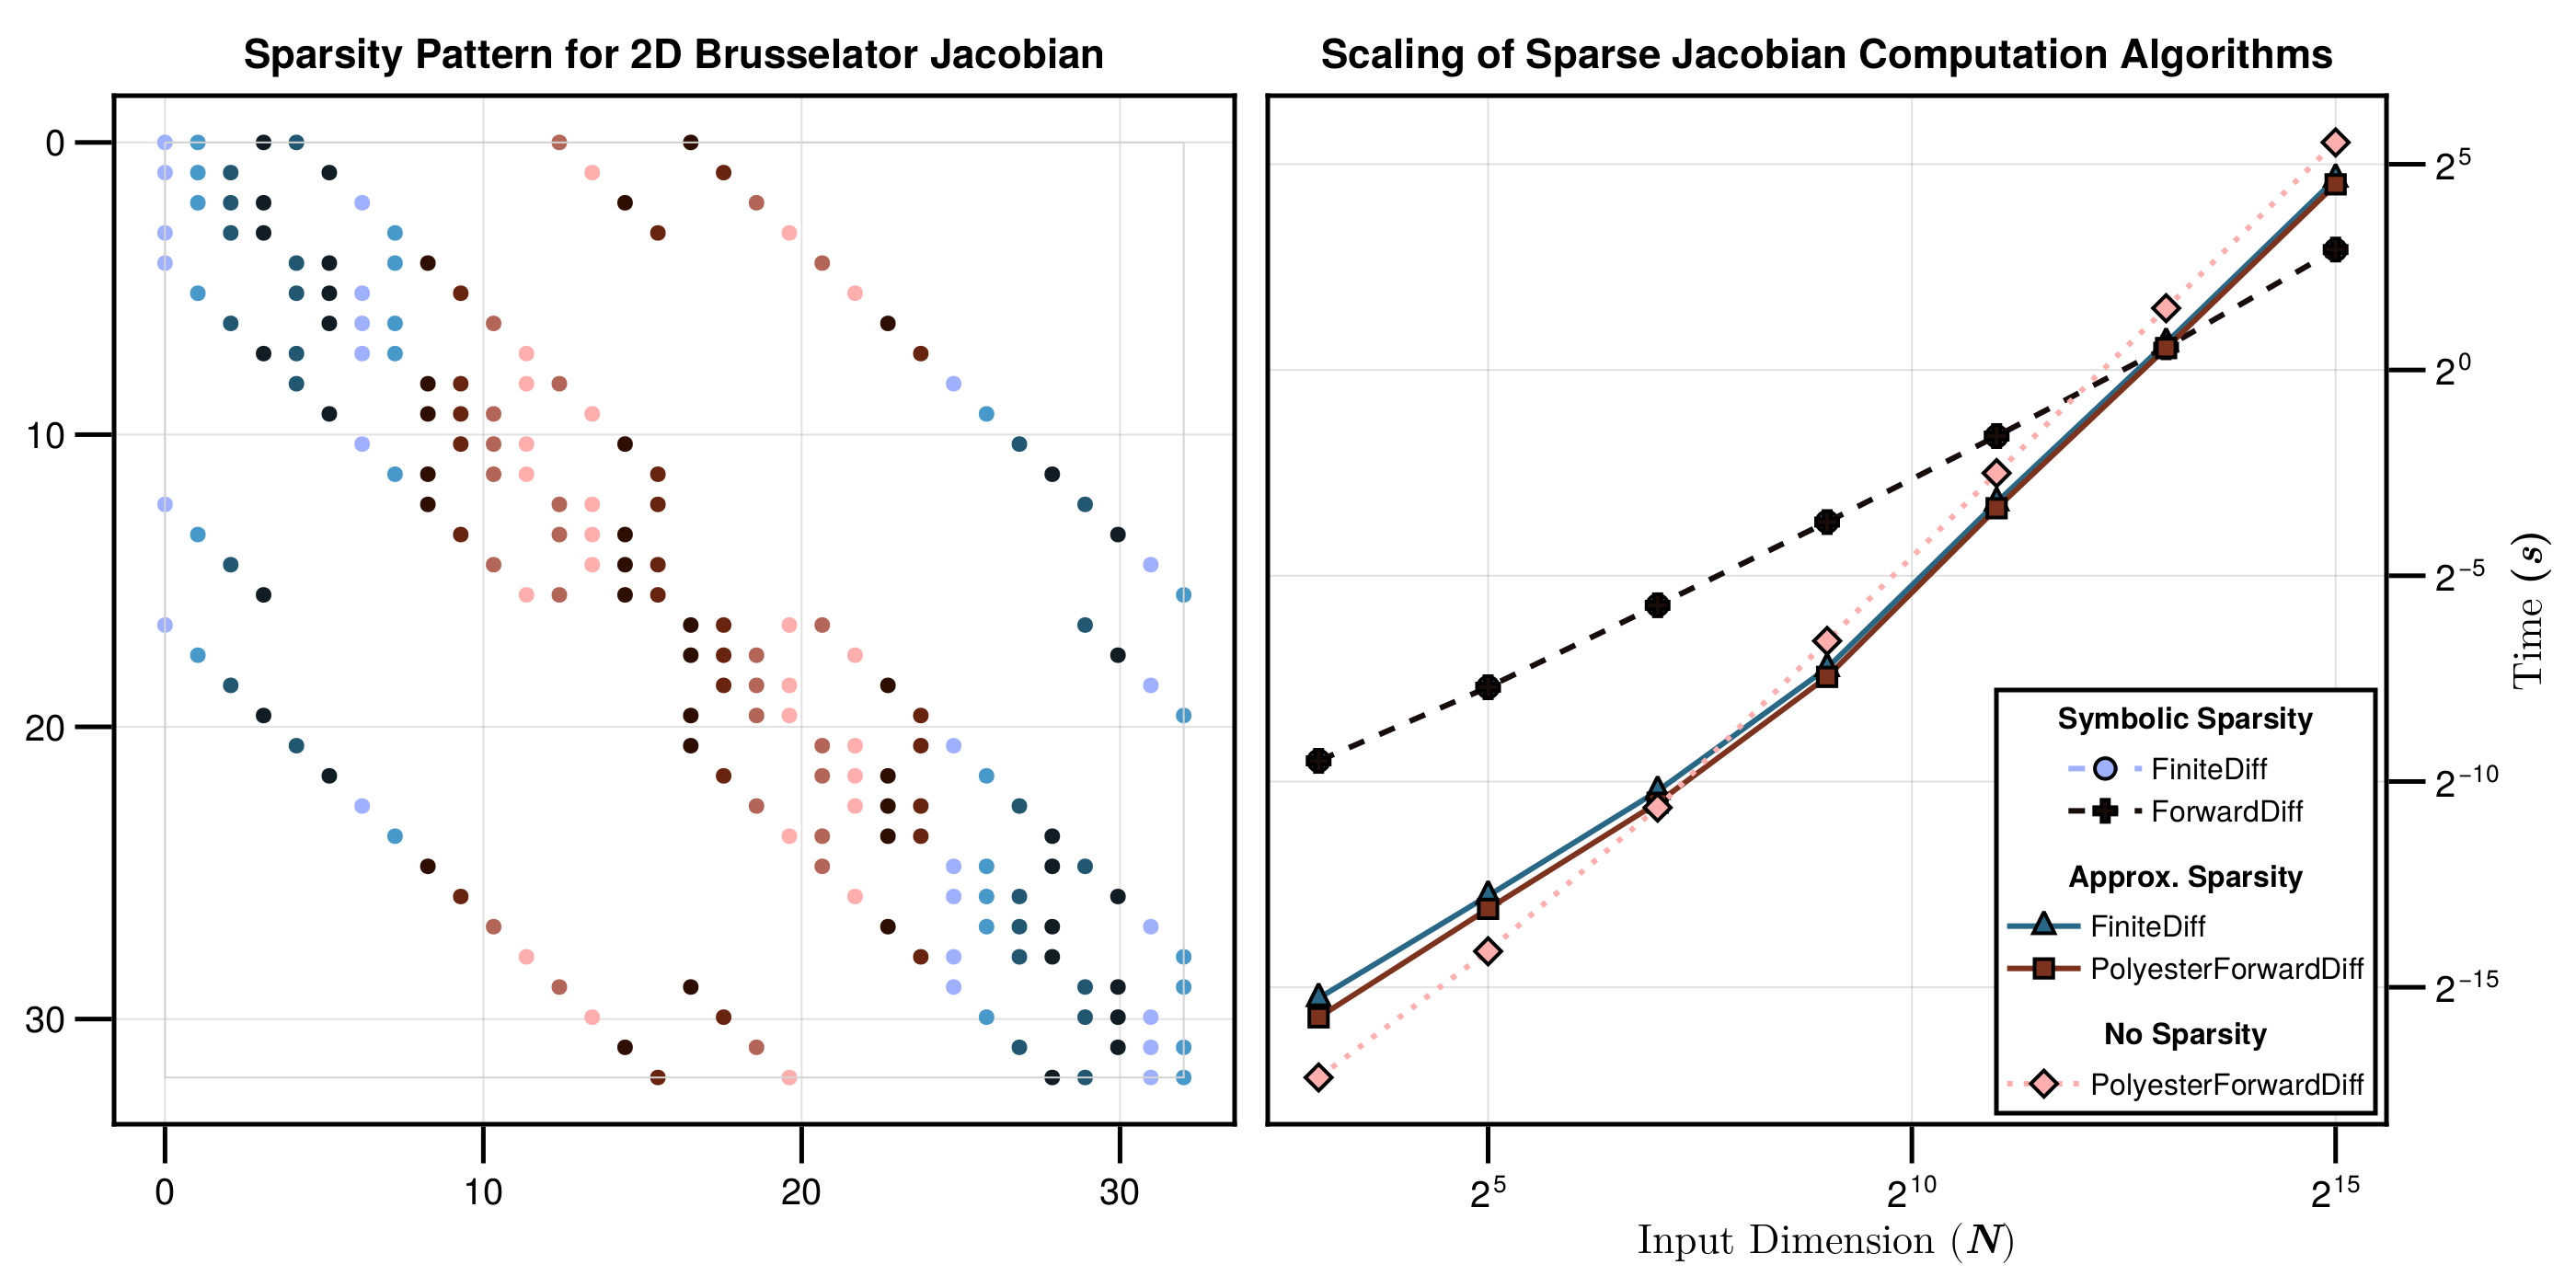 Sparsity Pattern for 2D Brusselator Jacobian
0
10
20
30
0
10
20
30
Scaling of Sparse Jacobian Computation Algorithms
2^5
2^0
2^-5
2^-10
2^-15
Time (s)
2^5
2^10
2^15
Input Dimension (N)
Symbolic Sparsity
FiniteDiff
ForwardDiff
Approx. Sparsity
FiniteDiff
PolyesterForwardDiff
No Sparsity
PolyesterForwardDiff